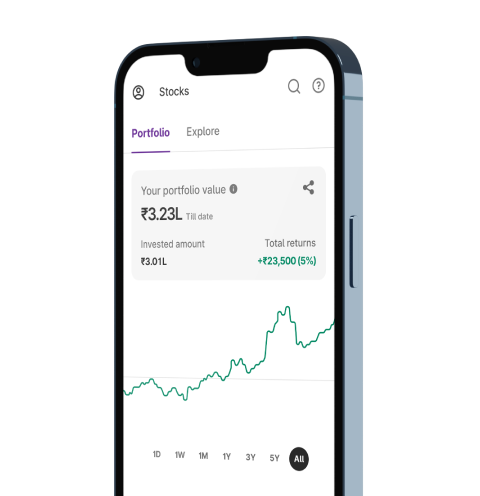 Stocks
Portfolio Explore
Your portfolio value
₹3.23L Till date
Invested amount Total returns
₹3.01L +₹23,500 (5%)
1D 1W 1M 1Y 3Y 5Y All